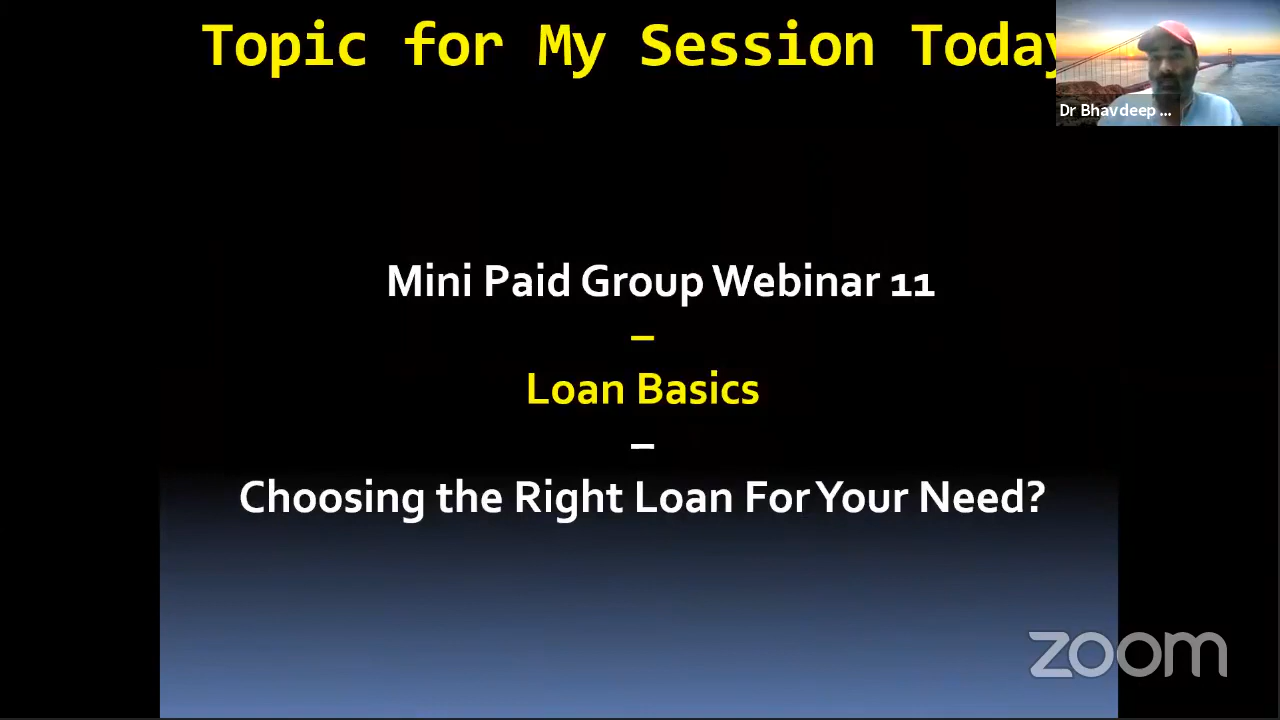 Topic for My Session Today
Dr Bhavdeep ...
Mini Paid Group Webinar 11
–
Loan Basics
–
Choosing the Right Loan For Your Need?
zoom